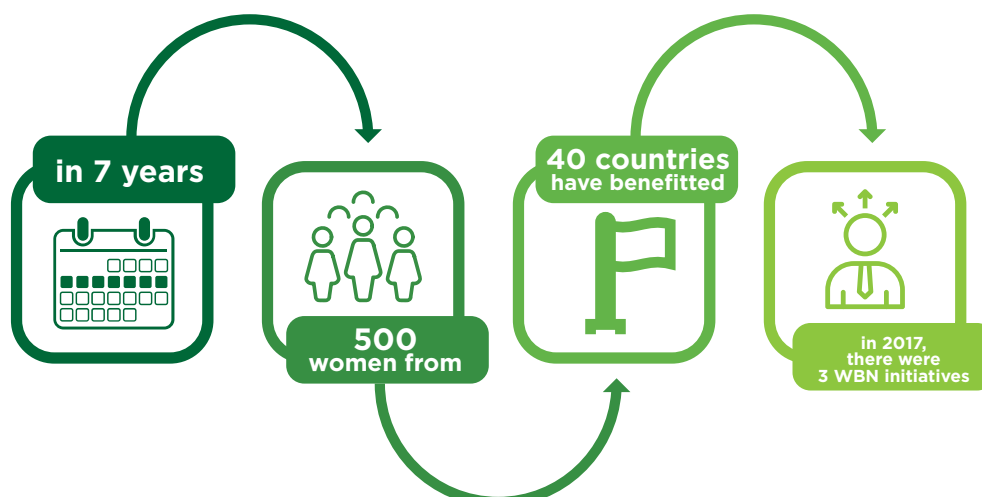 in 7 years
500
women from
40 countries
have benefitted
in 2017,
there were
3 WBN initiatives